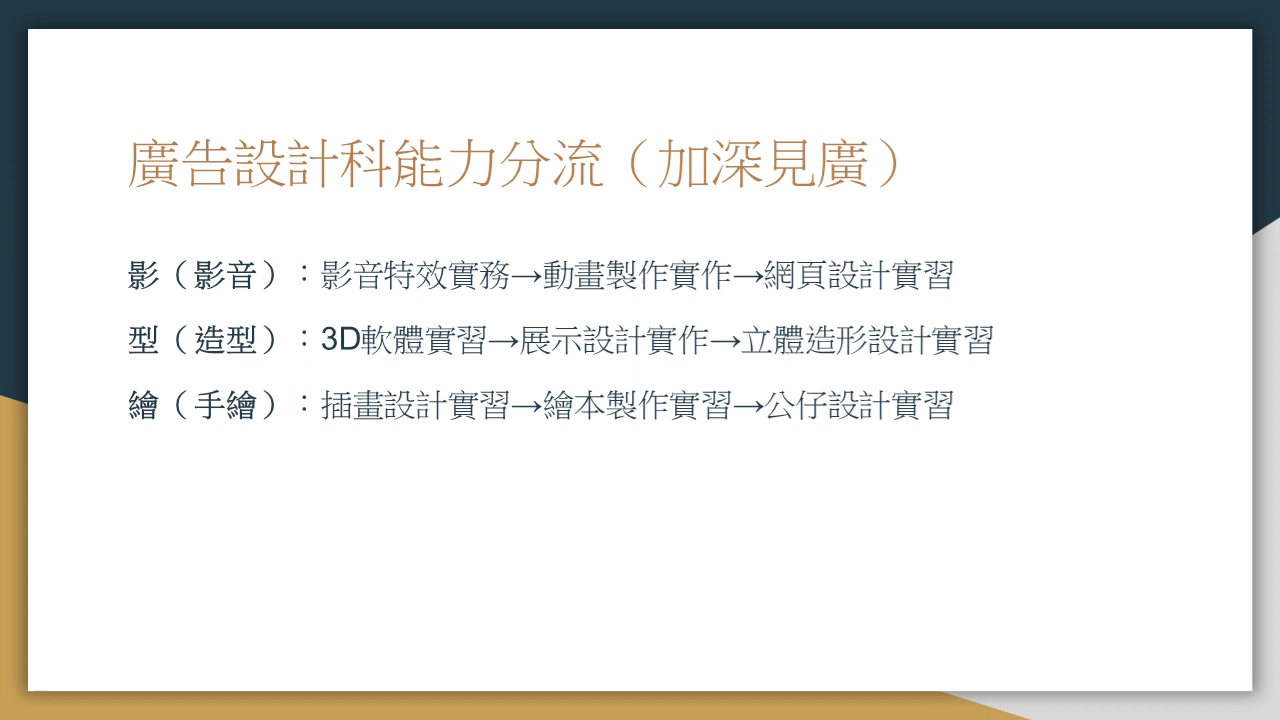 廣告設計科能力分流（加深見廣）
影（影音）：影音特效實務→動畫製作實作→網頁設計實習
型（造型）：3D軟體實習→展示設計實作→立體造形設計實習
繪（手繪）：插畫設計實習→繪本製作實習→公仔設計實習